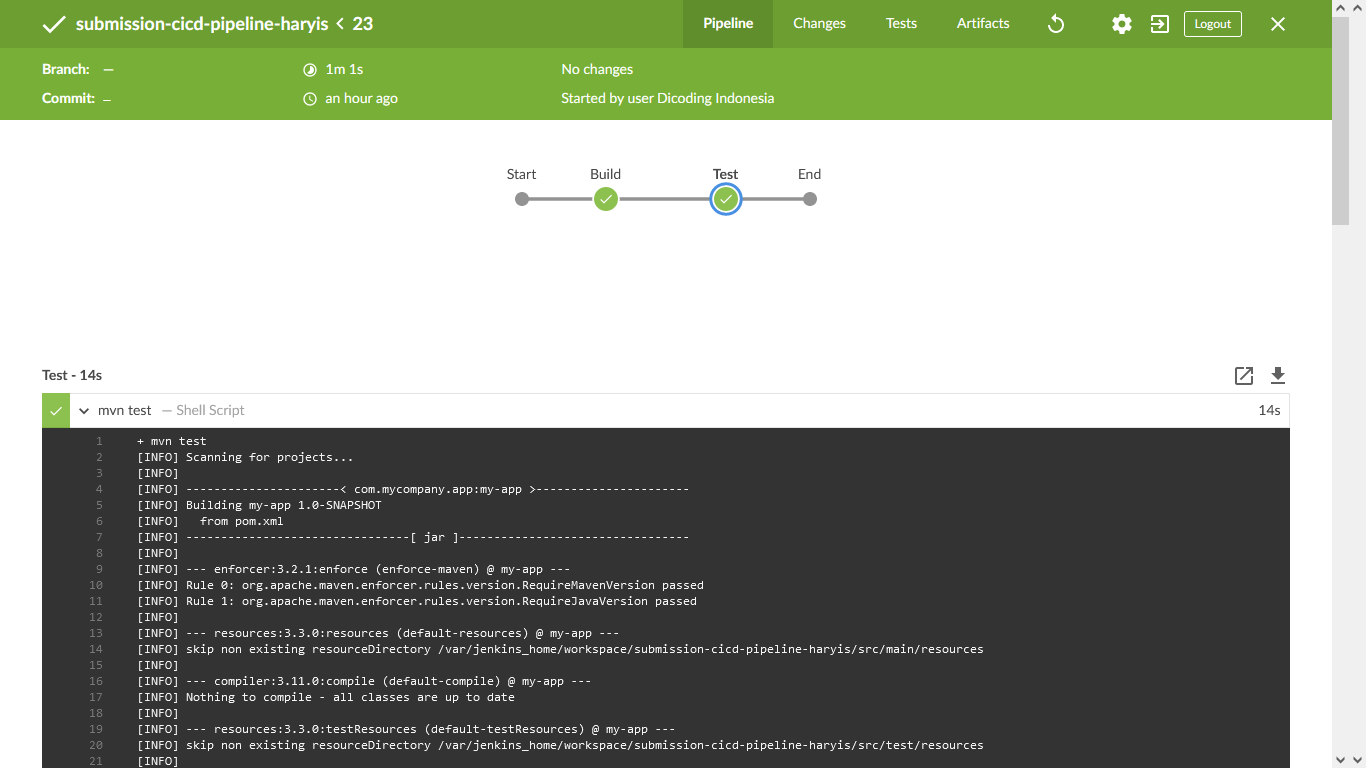 submission-cicd-pipeline-haryis < 23
Pipeline Changes Tests Artifacts Logout
Branch: — 1m 1s No changes
Commit: — an hour ago Started by user Dicoding Indonesia
Start Build Test End
Test - 14s
mvn test — Shell Script 14s
1 + mvn test
2 [INFO] Scanning for projects...
3 [INFO]
4 [INFO] ----------------------< com.mycompany.app:my-app >----------------------
5 [INFO] Building my-app 1.0-SNAPSHOT
6 [INFO]   from pom.xml
7 [INFO] --------------------------------[ jar ]---------------------------------
8 [INFO]
9 [INFO] --- enforcer:3.2.1:enforce (enforce-maven) @ my-app ---
10 [INFO] Rule 0: org.apache.maven.enforcer.rules.version.RequireMavenVersion passed
11 [INFO] Rule 1: org.apache.maven.enforcer.rules.version.RequireJavaVersion passed
12 [INFO]
13 [INFO] --- resources:3.3.0:resources (default-resources) @ my-app ---
14 [INFO] skip non existing resourceDirectory /var/jenkins_home/workspace/submission-cicd-pipeline-haryis/src/main/resources
15 [INFO]
16 [INFO] --- compiler:3.11.0:compile (default-compile) @ my-app ---
17 [INFO] Nothing to compile - all classes are up to date
18 [INFO]
19 [INFO] --- resources:3.3.0:testResources (default-testResources) @ my-app ---
20 [INFO] skip non existing resourceDirectory /var/jenkins_home/workspace/submission-cicd-pipeline-haryis/src/test/resources
21 [INFO]